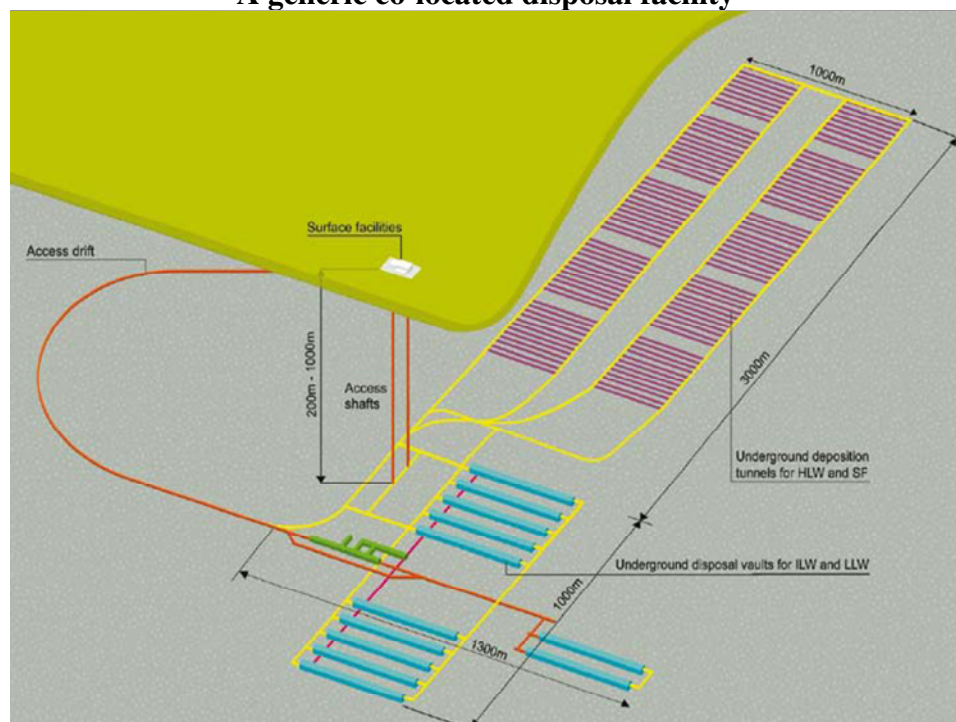 A generic co-located disposal facility
1000m
Surface facilities
Access drift
200m - 1000m
Access
shafts
3000m
Underground deposition
tunnels for HLW and SF
Underground disposal vaults for ILW and LLW
1000m
1300m